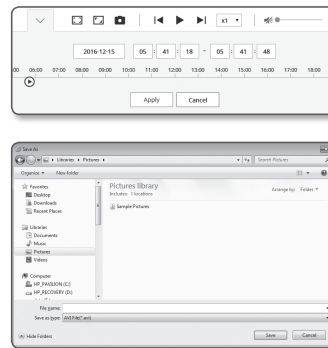 x1
2016-12-15 05 : 41 : 18 ~ 05 : 41 : 48
:00 06:00 07:00 08:00 09:00 10:00 11:00 12:00 13:00 14:00 15:00 16:00 17:00 18:00
Apply Cancel
Save As
Libraries Pictures Search Pictures
Organize New folder
Favorites
Desktop
Downloads
Recent Places
Libraries
Documents
Music
Pictures
Videos
Computer
HP_PAVILION (C:)
HP_RECOVERY (D:)
Pictures library
Includes: 1 locations
Arrange by: Folder
Sample Pictures
File name:
Save as type: AVI File(*.avi)
Hide Folders Save Cancel